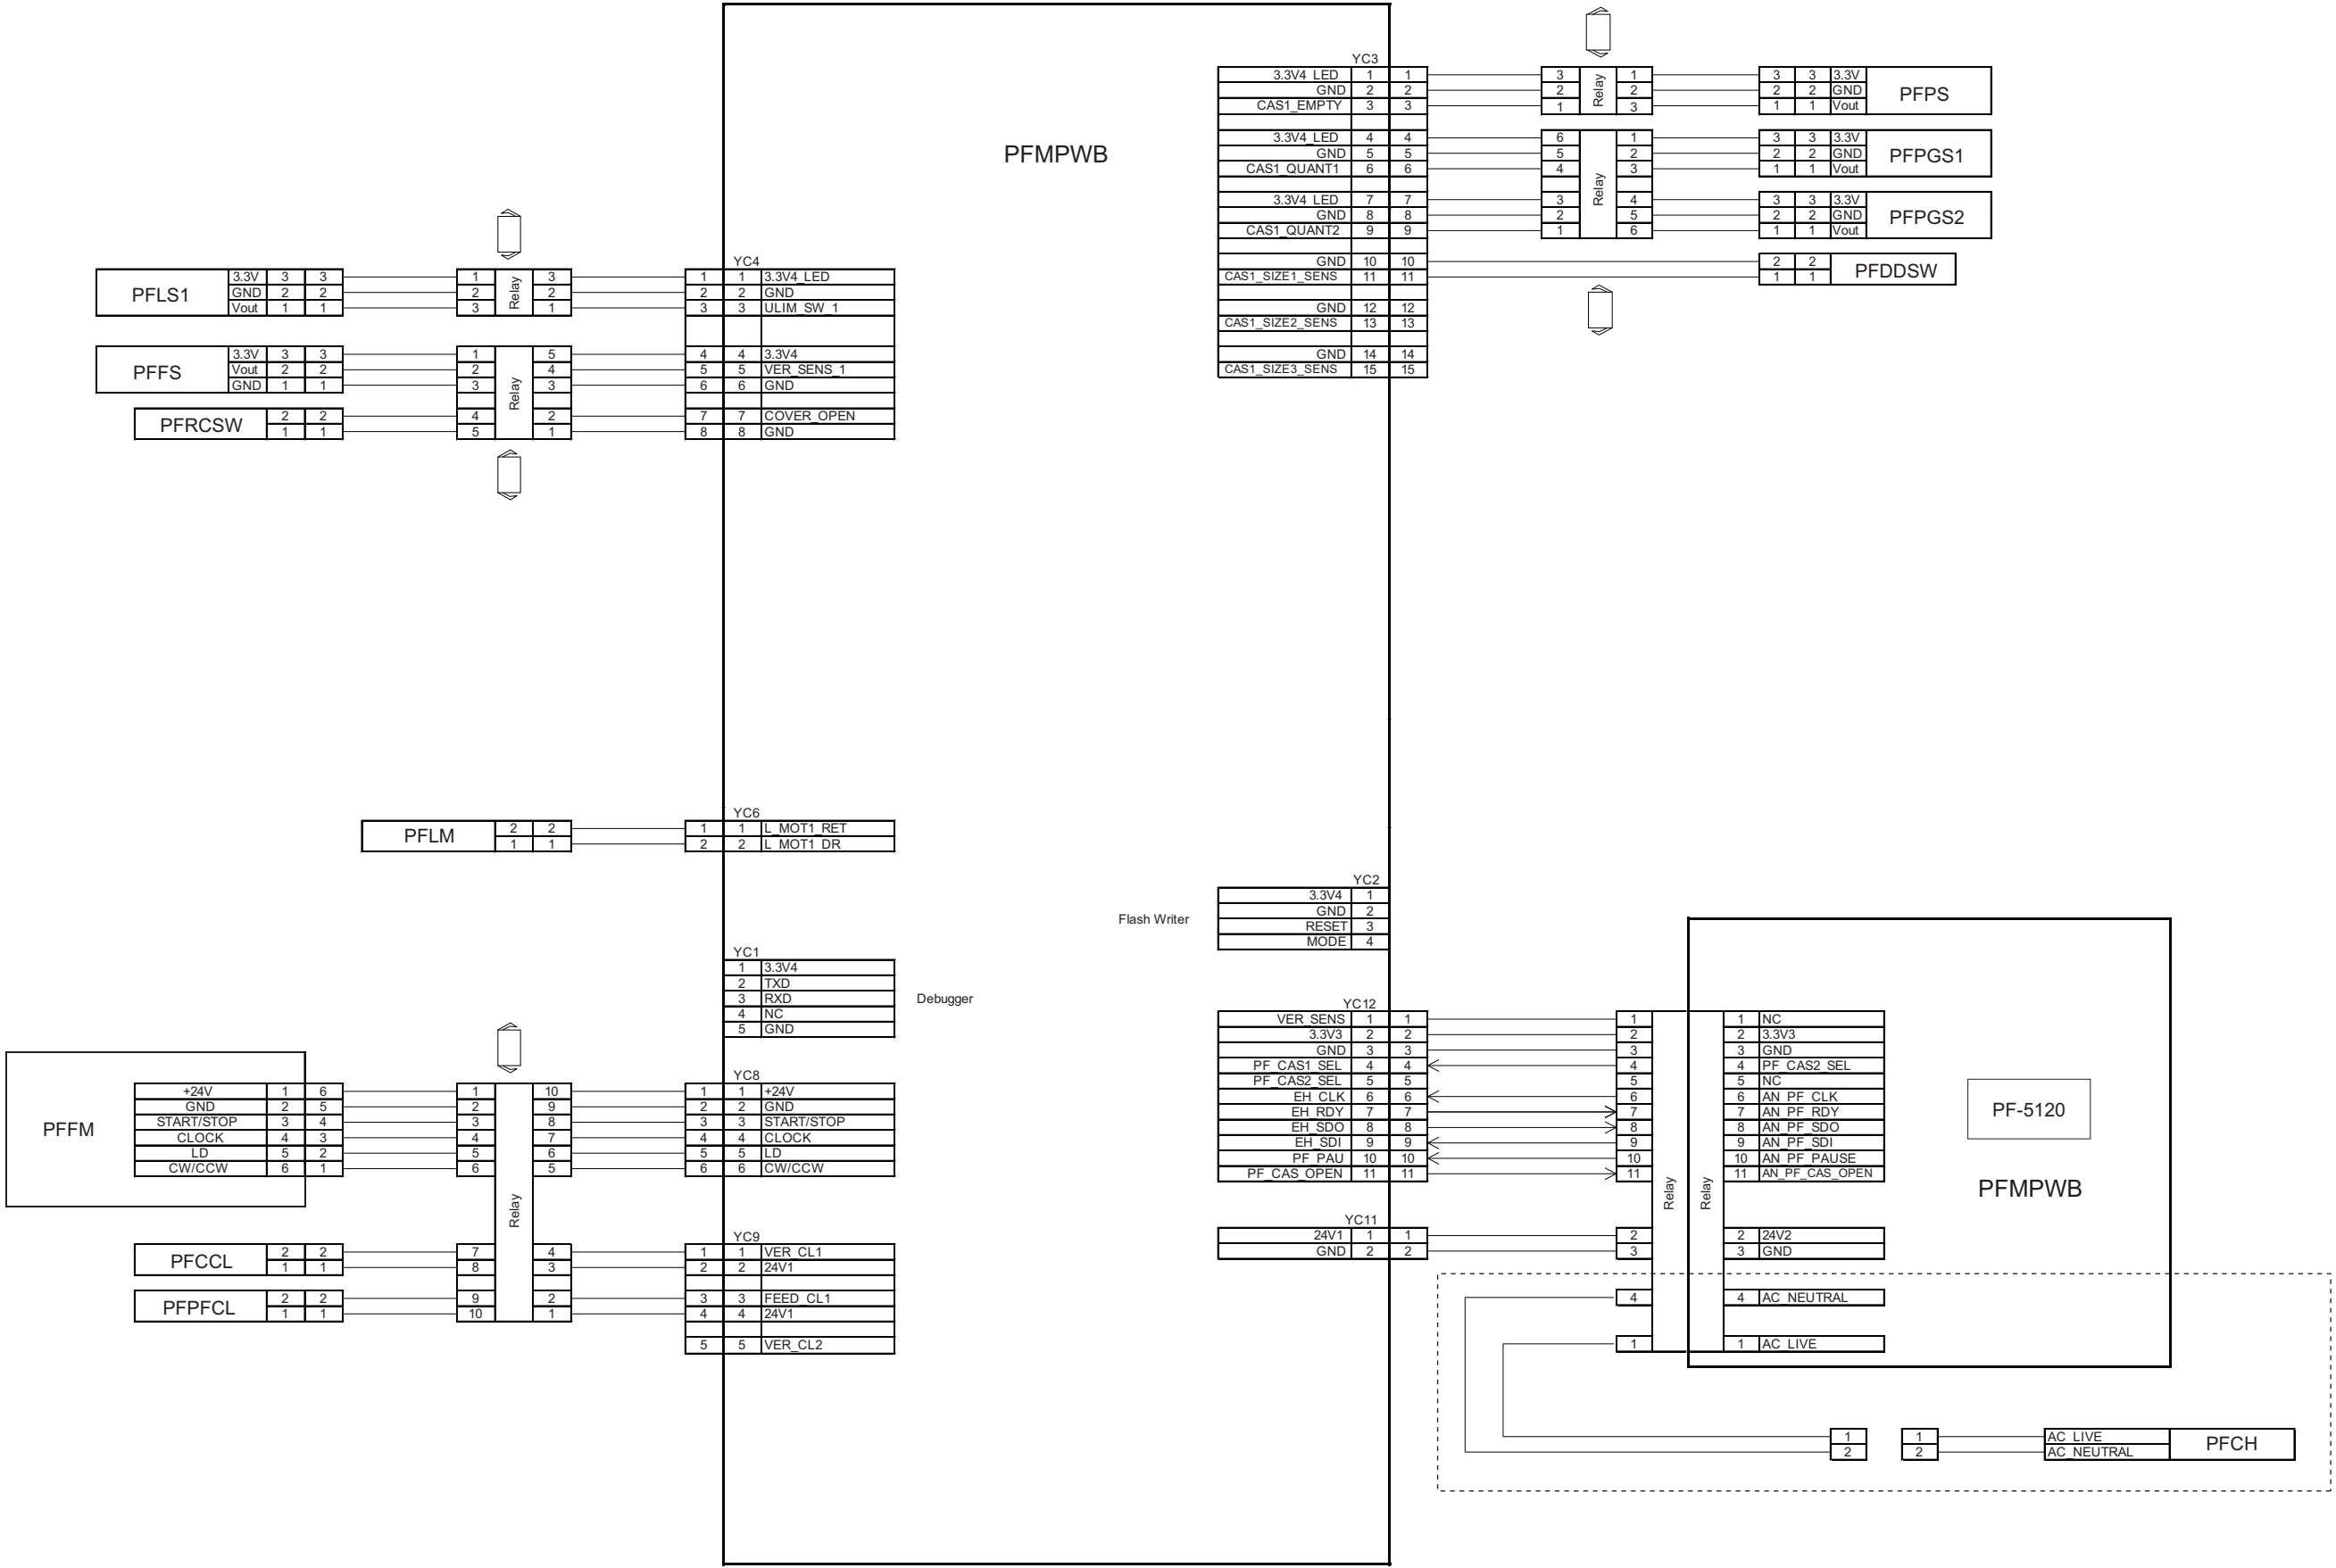 PFMPWB
YC3
3.3V4_LED 1 1 3 Relay 1 3 3 3.3V PFPS
GND 2 2 2 2 2 2 GND
CAS1_EMPTY 3 3 1 3 1 1 Vout
3.3V4_LED 4 4 6 Relay 1 3 3 3.3V PFPGS1
GND 5 5 5 2 2 2 GND
CAS1_QUANT1 6 6 4 3 1 1 Vout
3.3V4_LED 7 7 3 4 3 3 3.3V PFPGS2
GND 8 8 2 5 2 2 GND
CAS1_QUANT2 9 9 1 6 1 1 Vout
GND 10 10 2 2 PFDDSW
CAS1_SIZE1_SENS 11 11 1 1
GND 12 12
CAS1_SIZE2_SENS 13 13
GND 14 14
CAS1_SIZE3_SENS 15 15
YC4
PFLS1 3.3V 3 3 1 Relay 3 1 1 3.3V4_LED
GND 2 2 2 2 2 2 GND
Vout 1 1 3 1 3 3 ULIM_SW_1
PFFS 3.3V 3 3 1 Relay 5 4 4 3.3V4
Vout 2 2 2 4 5 5 VER_SENS_1
GND 1 1 3 3 6 6 GND
PFRCSW 2 2 4 2 7 7 COVER_OPEN
1 1 5 1 8 8 GND
YC6
PFLM 2 2 1 1 L_MOT1_RET
1 1 2 2 L_MOT1_DR
YC2
Flash Writer
3.3V4 1
GND 2
RESET 3
MODE 4
YC1
Debugger
1 3.3V4
2 TXD
3 RXD
4 NC
5 GND
YC8
PFFM
+24V 1 6 1 Relay 10 1 1 +24V
GND 2 5 2 9 2 2 GND
START/STOP 3 4 3 8 3 3 START/STOP
CLOCK 4 3 4 7 4 4 CLOCK
LD 5 2 5 6 5 5 LD
CW/CCW 6 1 6 5 6 6 CW/CCW
YC9
PFCCL 2 2 7 4 1 1 VER_CL1
1 1 8 3 2 2 24V1
PFPFCL 2 2 9 2 3 3 FEED_CL1
1 1 10 1 4 4 24V1
5 5 VER_CL2
YC12
VER_SENS 1 1 1 1 NC
3.3V3 2 2 2 2 3.3V3
GND 3 3 3 3 GND
PF_CAS1_SEL 4 4 4 4 PF_CAS2_SEL
PF_CAS2_SEL 5 5 5 5 NC
EH_CLK 6 6 6 6 AN_PF_CLK
EH_RDY 7 7 7 7 AN_PF_RDY
EH_SDO 8 8 8 8 AN_PF_SDO
EH_SDI 9 9 9 9 AN_PF_SDI
PF_PAU 10 10 10 10 AN_PF_PAUSE
PF_CAS_OPEN 11 11 11 11 AN_PF_CAS_OPEN
Relay Relay
PF-5120
PFMPWB
YC11
24V1 1 1 2 2 24V2
GND 2 2 3 3 GND
4 4 AC_NEUTRAL
1 1 AC_LIVE
1 1 AC_LIVE PFCH
2 2 AC_NEUTRAL